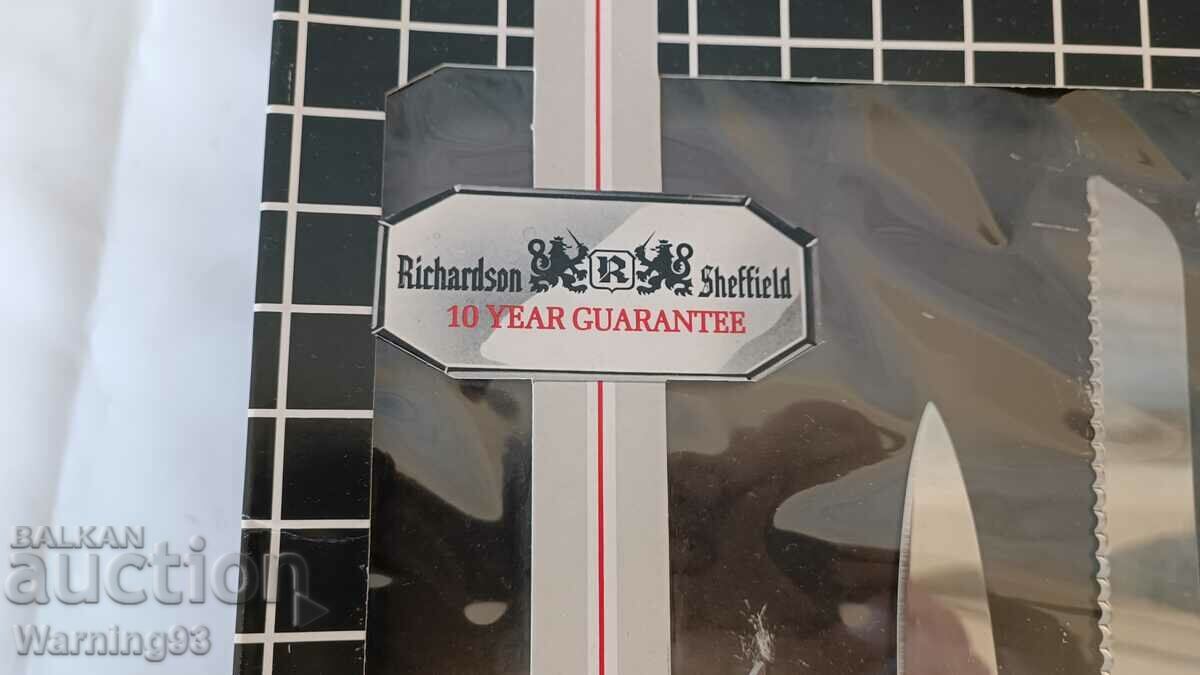 Richardson R Sheffield
10 YEAR GUARANTEE
BALKAN
auction
Warning93